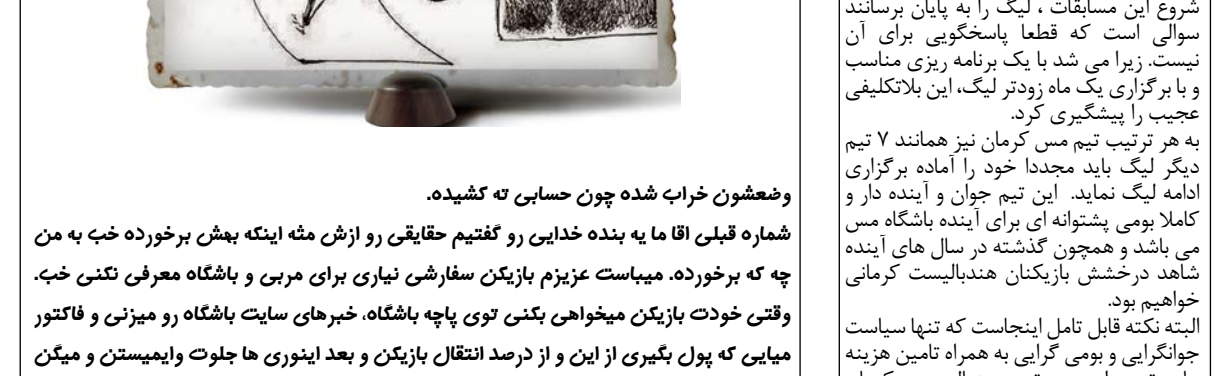 شروع این مسابقات ، لیگ را به پایان برسانند
سوالی است که قطعا پاسخگویی برای آن
نیست. زیرا می شد با یک برنامه ریزی مناسب
و با برگزاری یک ماه زودتر لیگ، این بلاتکلیفی
عجیب را پیشگیری کرد.
به هر ترتیب تیم مس کرمان نیز همانند ۷ تیم
دیگر لیگ باید مجددا خود را آماده برگزاری
ادامه لیگ نماید. این تیم جوان و آینده دار و
کاملا بومی پشتوانه ای برای آینده باشگاه مس
می باشد و همچون گذشته در سال های آینده
شاهد درخشش بازیکنان هندبالیست کرمانی
خواهیم بود.
البته نکته قابل تامل اینجاست که تنها سیاست
جوانگرایی و بومی گرایی به همراه تامین هزینه
وضعشون خراب شده چون حسابی ته کشیده.
شماره قبلی اقا ما یه بنده خدایی رو گفتیم حقایقی رو ازش مثه اینکه بهش برخورده خب به من
چه که برخورده. میباست عزیزم بازیکن سفارشی نیاری برای مربی و باشگاه معرفی نکنی خب.
وقتی خودت بازیکن میخواهی بکنی توی پاچه باشگاه، خبرهای سایت باشگاه رو میزنی و فاکتور
میایی که پول بگیری از این و از درصد انتقال بازیکن و بعد اینوری ها جلوت وایمیستن و میگن